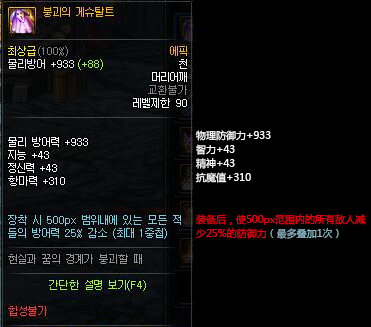 붕괴의 게슈탈트
최상급(100%) 에픽
물리방어 +933 (+88) 천
머리어깨
교환불가
레벨제한 90
물리 방어력 +933
지능 +43
정신력 +43
항마력 +310
장착 시 500px 범위내에 있는 모든 적
들의 방어력 25% 감소 (최대 1중첩)
현실과 꿈의 경계가 붕괴할 때
간단한 설명 보기(F4)
합성불가
物理防御力+933
智力+43
精神+43
抗魔值+310
装备后，使500px范围内的所有敌人减
少25%的防御力（最多叠加1次）